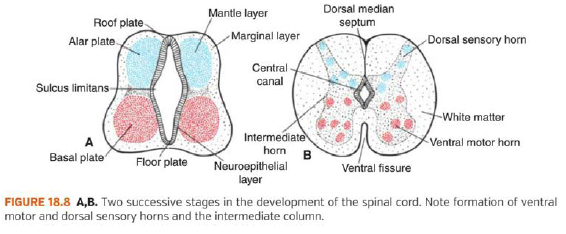 Roof plate
Mantle layer
Alar plate
Marginal layer
Sulcus limitans
A
Basal plate
Floor plate
Neuroepithelial
layer
Dorsal median
septum
Dorsal sensory horn
Central
canal
White matter
Intermediate
horn
B
Ventral motor horn
Ventral fissure
FIGURE 18.8 A,B. Two successive stages in the development of the spinal cord. Note formation of ventral
motor and dorsal sensory horns and the intermediate column.